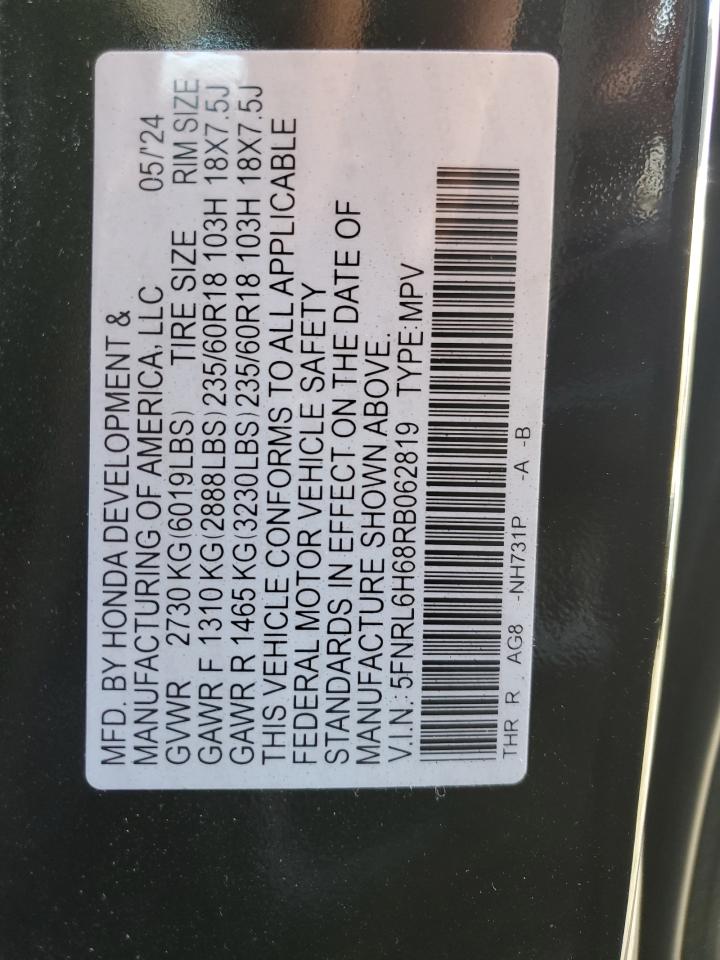 MFD. BY HONDA DEVELOPMENT &
MANUFACTURING OF AMERICA, LLC 05/'24
GVWR 2730 KG(6019LBS) TIRE SIZE RIM SIZE
GAWR F 1310 KG(2888LBS) 235/60R18 103H 18X7.5J
GAWR R 1465 KG(3230LBS) 235/60R18 103H 18X7.5J
THIS VEHICLE CONFORMS TO ALL APPLICABLE
FEDERAL MOTOR VEHICLE SAFETY
STANDARDS IN EFFECT ON THE DATE OF
MANUFACTURE SHOWN ABOVE.
V.I.N.: 5FNRL6H68RB062819 TYPE:MPV
THR R AG8 -NH731P -A -B